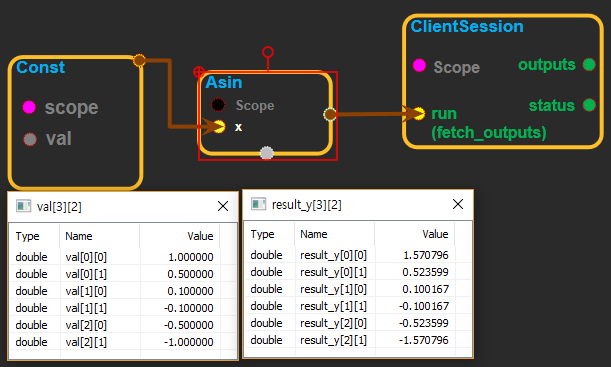 Const
scope
val
Asin
Scope
x
ClientSession
Scope
outputs
status
run
(fetch_outputs)
val[3][2]
Type Name Value
double val[0][0] 1.000000
double val[0][1] 0.500000
double val[1][0] 0.100000
double val[1][1] -0.100000
double val[2][0] -0.500000
double val[2][1] -1.000000
result_y[3][2]
Type Name Value
double result_y[0][0] 1.570796
double result_y[0][1] 0.523599
double result_y[1][0] 0.100167
double result_y[1][1] -0.100167
double result_y[2][0] -0.523599
double result_y[2][1] -1.570796